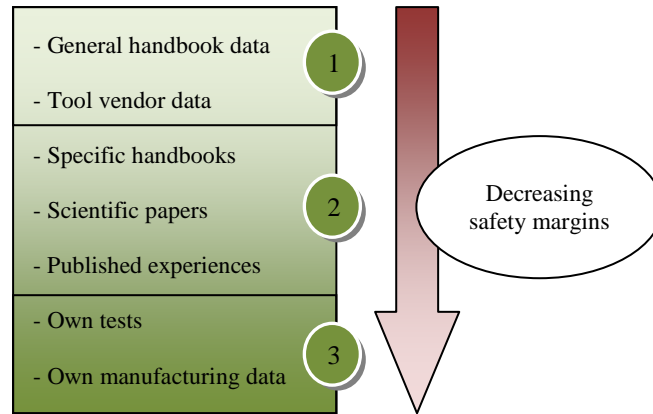 - General handbook data
1
- Tool vendor data
- Specific handbooks
- Scientific papers
2
- Published experiences
Decreasing
safety margins
- Own tests
- Own manufacturing data
3